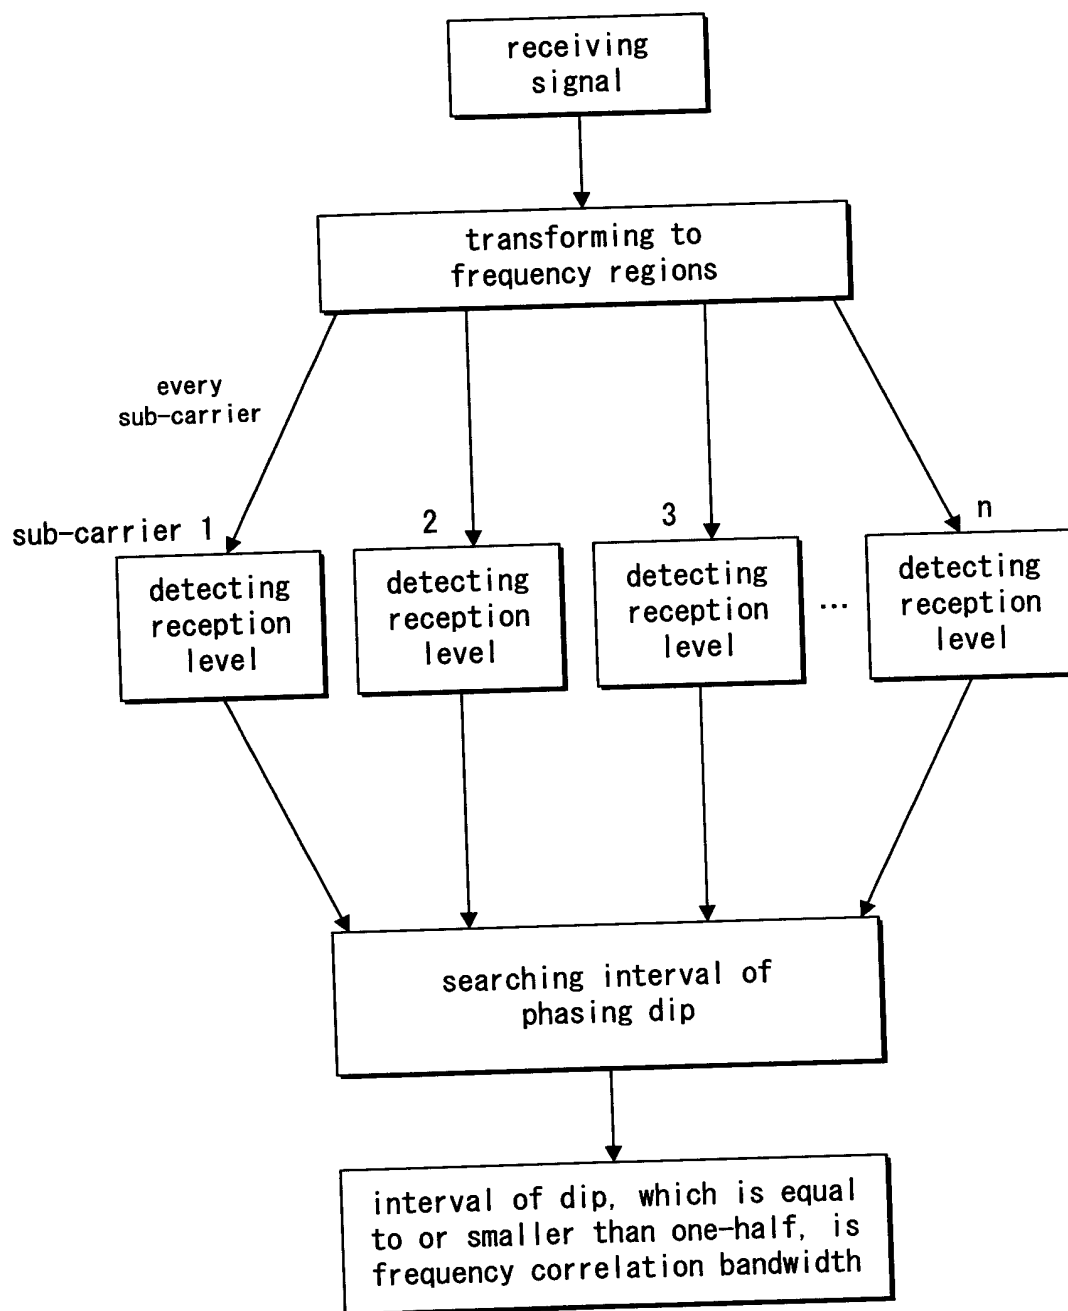 receiving
signal
transforming to
frequency regions
every
sub-carrier
sub-carrier 1
2
3
n
detecting
reception
level
detecting
reception
level
detecting
reception
level
...
detecting
reception
level
searching interval of
phasing dip
interval of dip, which is equal
to or smaller than one-half, is
frequency correlation bandwidth